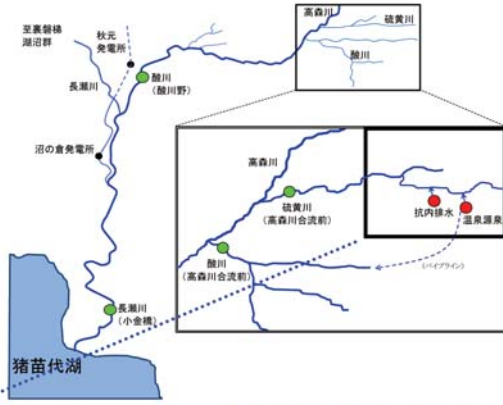 高森川
硫黄川
酸川
至裏磐梯
湖沼群
秋元
発電所
長瀬川
酸川
(酸川野)
沼の倉発電所
高森川
硫黄川
(高森川合流前)
抗内排水
温泉源泉
酸川
(高森川合流前)
(パイプライン)
長瀬川
(小金橋)
猪苗代湖